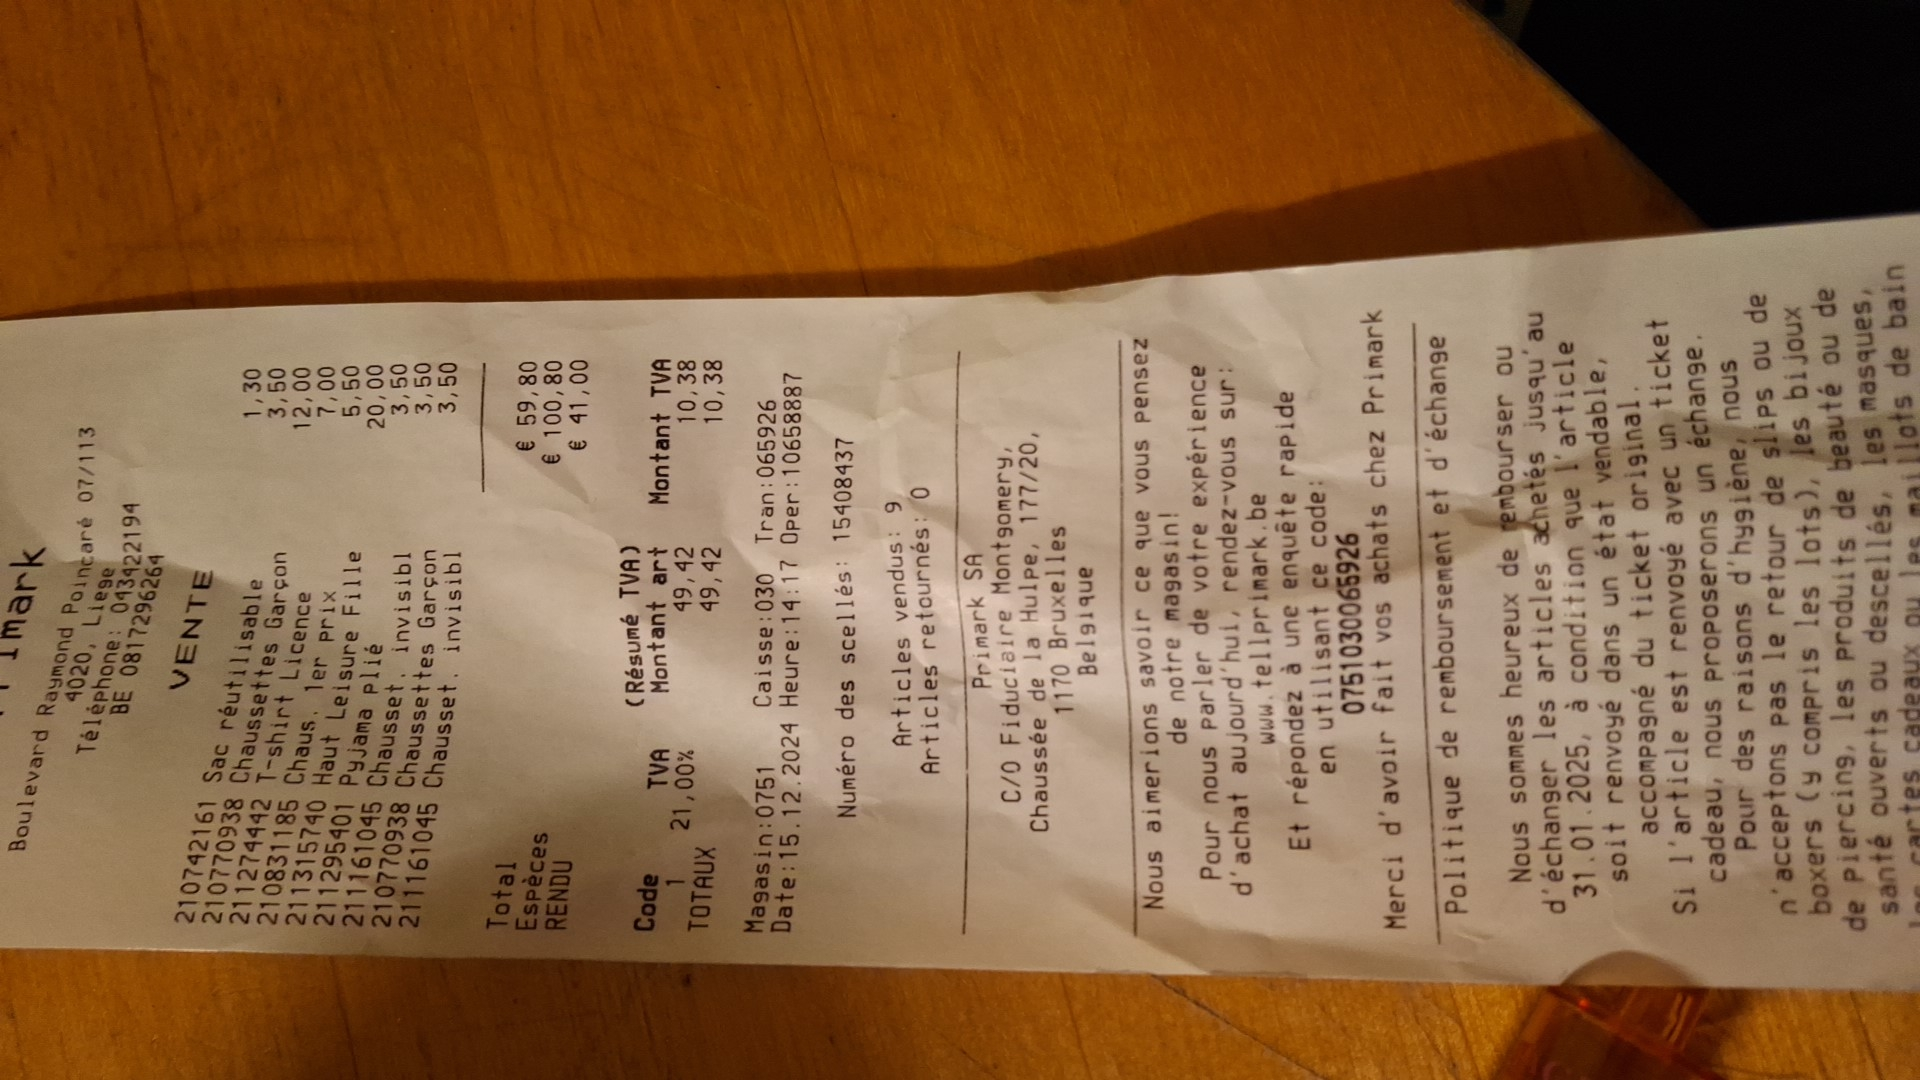 Boulevard Raymond Poincaré 07/113
4020, Liege
Téléphone: 043422194
BE 0817296264
VENTE
210742161 Sac réutilisable 1,30
210770938 Chaussettes Garçon 3,50
211274442 T-shirt Licence 12,00
210831185 Chaus. 1er prix 7,00
211315740 Haut Leisure Fille 5,50
211295401 Pyjama plié 20,00
211161045 Chausset. invisibl 3,50
210770938 Chaussettes Garçon 3,50
211161045 Chausset. invisibl 3,50
Total € 59,80
Espèces € 100,80
RENDU € 41,00
(Résumé TVA)
Code TVA Montant art Montant TVA
1 21,00% 49,42 10,38
TOTAUX 49,42 10,38
Magasin:0751 Caisse:030 Tran:065926
Date:15.12.2024 Heure:14:17 Oper:10658887
Numéro des scellés: 15408437
Articles vendus: 9
Articles retournés: 0
Primark SA
C/O Fiduciaire Montgomery,
Chaussée de la Hulpe, 177/20,
1170 Bruxelles
Belgique
Nous aimerions savoir ce que vous pensez
de notre magasin!
Pour nous parler de votre expérience
d'achat aujourd'hui, rendez-vous sur:
www.tellprimark.be
Et répondez à une enquête rapide
en utilisant ce code:
0751030065926
Merci d'avoir fait vos achats chez Primark
Politique de remboursement et d'échange
Nous sommes heureux de rembourser ou
d'échanger les articles achetés jusqu'au
31.01.2025, à condition que l'article
soit renvoyé dans un état vendable,
accompagné du ticket original.
Si l'article est renvoyé avec un ticket
cadeau, nous proposerons un échange.
Pour des raisons d'hygiène, nous
n'acceptons pas le retour de slips ou de
boxers (y compris les lots), les bijoux
de piercing, les produits de beauté ou de
santé ouverts ou descellés, les masques,
les cartes cadeaux ou les maillots de bain